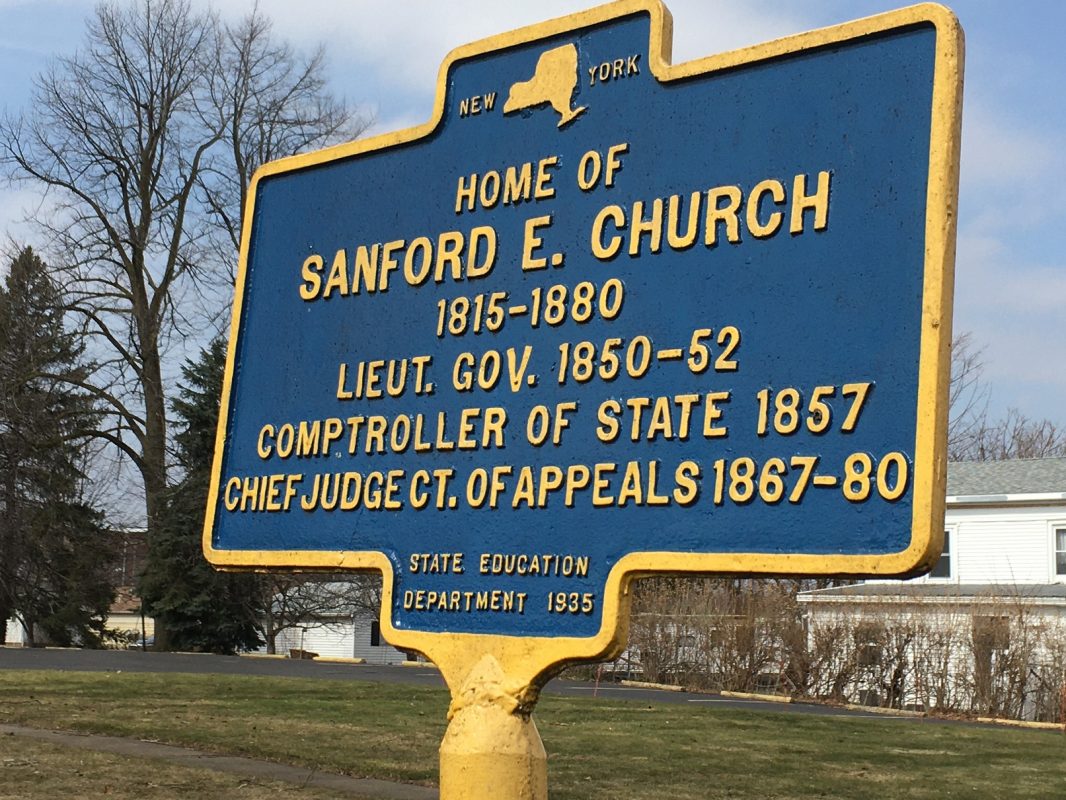 NEW YORK
HOME OF
SANFORD E. CHURCH
1815-1880
LIEUT. GOV. 1850-52
COMPTROLLER OF STATE 1857
CHIEF JUDGE CT. OF APPEALS 1867-80
STATE EDUCATION
DEPARTMENT 1935